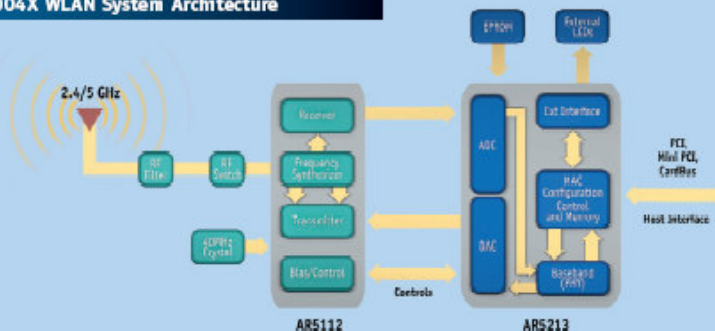 004X WLAN System Architecture
2.4/5 GHz
RF
Filter
RF
Switch
40MHz
Crystal
Receiver
Frequency
Synthesizer
Transmitter
Bias/Control
AR5112
Controls
EPROM
External
LEDs
ADC
DAC
Ext Interface
MAC
Configuration
Control
and Memory
Baseband
(PHY)
AR5213
PCI,
Mini PCI,
CardBus
Host Interface